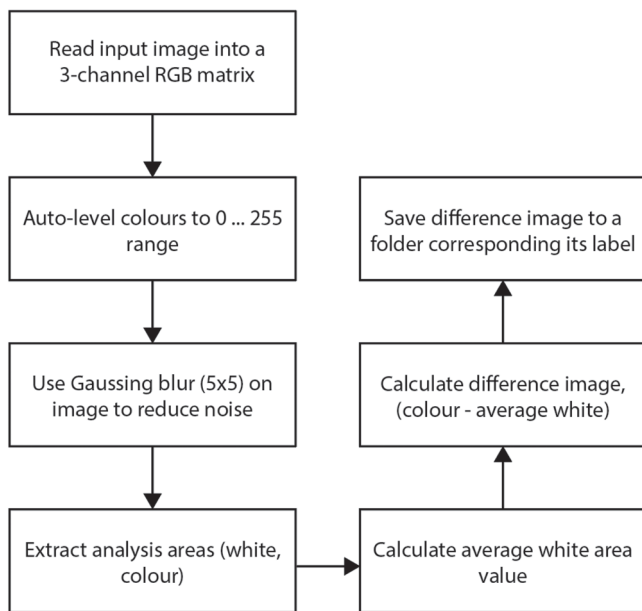 Read input image into a
3-channel RGB matrix
Auto-level colours to 0 ... 255
range
Use Gaussing blur (5x5) on
image to reduce noise
Extract analysis areas (white,
colour)
Calculate average white area
value
Calculate difference image,
(colour - average white)
Save difference image to a
folder corresponding its label